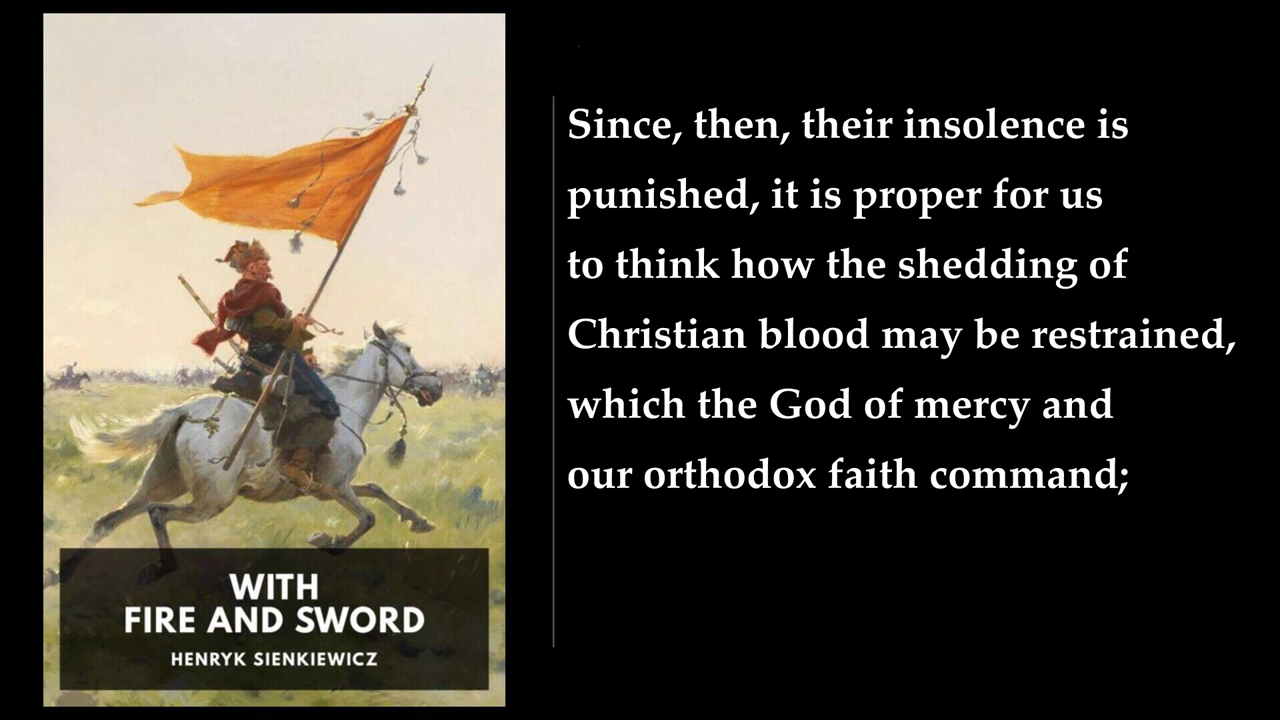 WITH
FIRE AND SWORD
HENRYK SIENKIEWICZ
Since, then, their insolence is
punished, it is proper for us
to think how the shedding of
Christian blood may be restrained,
which the God of mercy and
our orthodox faith command;